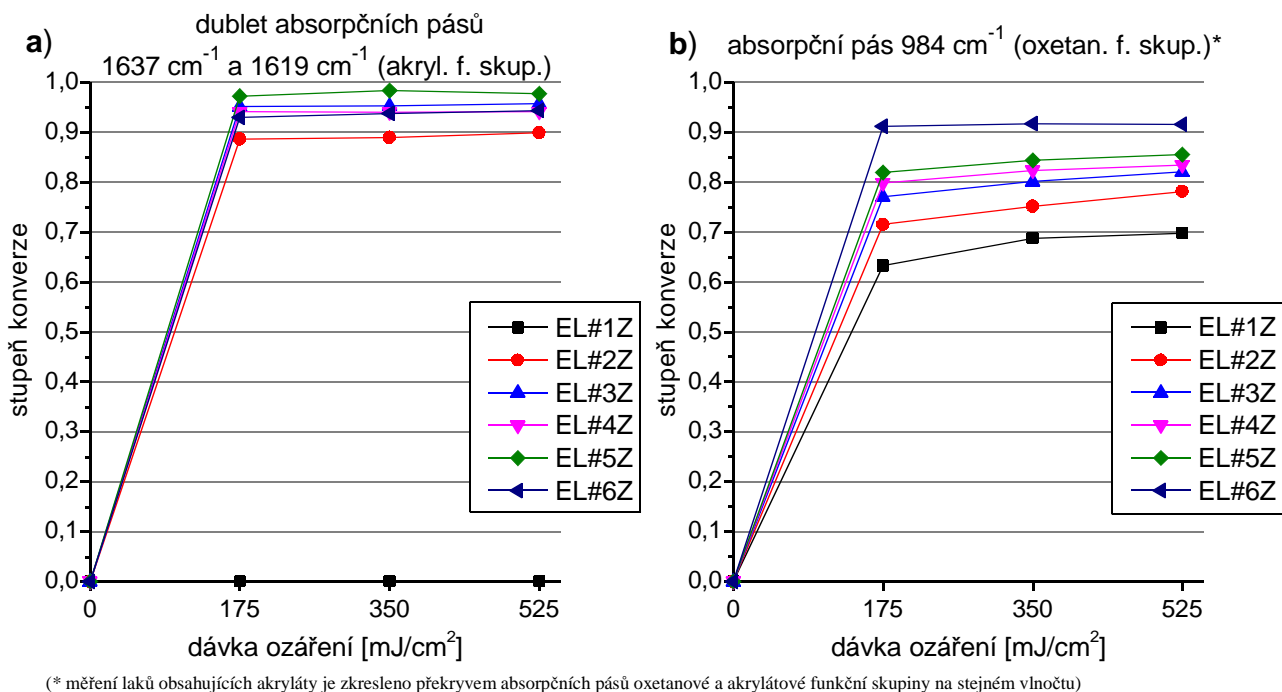 a)
dublet absorpčních pásů
1637 cm⁻¹ a 1619 cm⁻¹ (akryl. f. skup.)
1,0
0,9
0,8
0,7
0,6
0,5
0,4
0,3
0,2
0,1
0,0
stupeň konverze
EL#1Z
EL#2Z
EL#3Z
EL#4Z
EL#5Z
EL#6Z
0 175 350 525
dávka ozáření [mJ/cm²]
b) absorpční pás 984 cm⁻¹ (oxetan. f. skup.)*
1,0
0,9
0,8
0,7
0,6
0,5
0,4
0,3
0,2
0,1
0,0
stupeň konverze
EL#1Z
EL#2Z
EL#3Z
EL#4Z
EL#5Z
EL#6Z
0 175 350 525
dávka ozáření [mJ/cm²]
(* měření laků obsahujících akryláty je zkresleno překryvem absorpčních pásů oxetanové a akrylátové funkční skupiny na stejném vlnočtu)